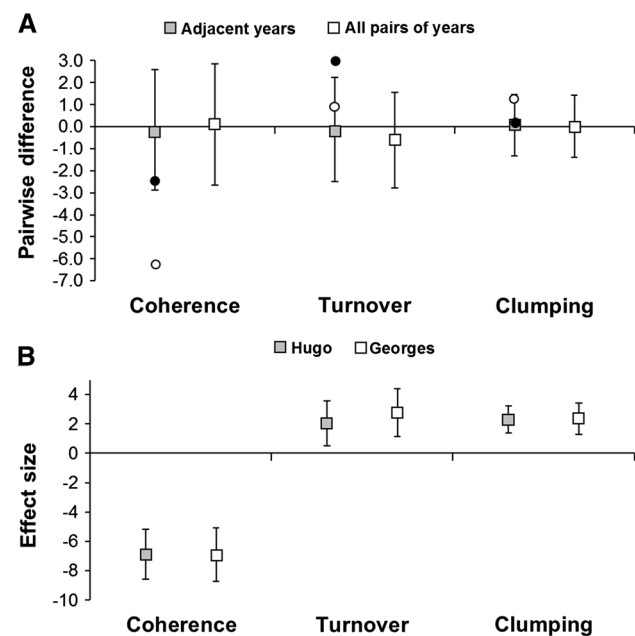 A
Adjacent years All pairs of years
3.0
2.0
1.0
0.0
-1.0
-2.0
-3.0
-4.0
-5.0
-6.0
-7.0
Pairwise difference
Coherence Turnover Clumping
B
Hugo Georges
4
2
0
-2
-4
-6
-8
-10
Effect size
Coherence Turnover Clumping